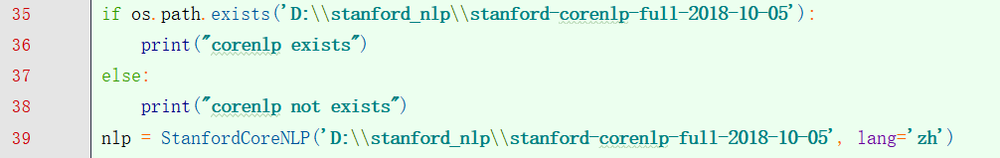 35 if os.path.exists('D:\\stanford_nlp\\stanford-corenlp-full-2018-10-05'):
36     print("corenlp exists")
37 else:
38     print("corenlp not exists")
39 nlp = StanfordCoreNLP('D:\\stanford_nlp\\stanford-corenlp-full-2018-10-05', lang='zh')